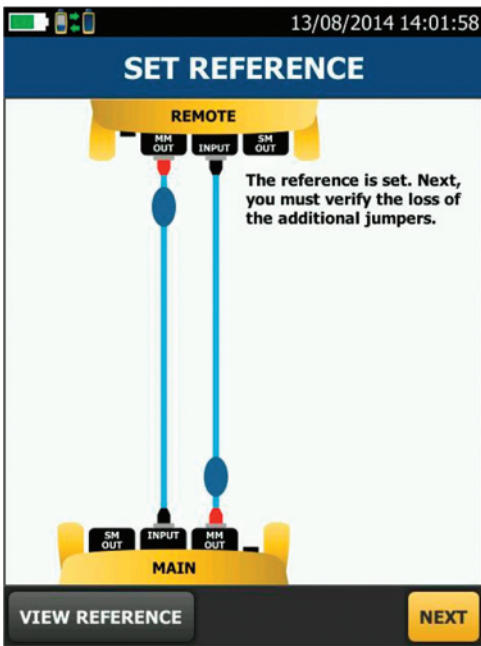 13/08/2014 14:01:58
SET REFERENCE
REMOTE
MM OUT
INPUT
SM OUT
The reference is set. Next,
you must verify the loss of
the additional jumpers.
SM OUT
INPUT
MM OUT
MAIN
VIEW REFERENCE
NEXT